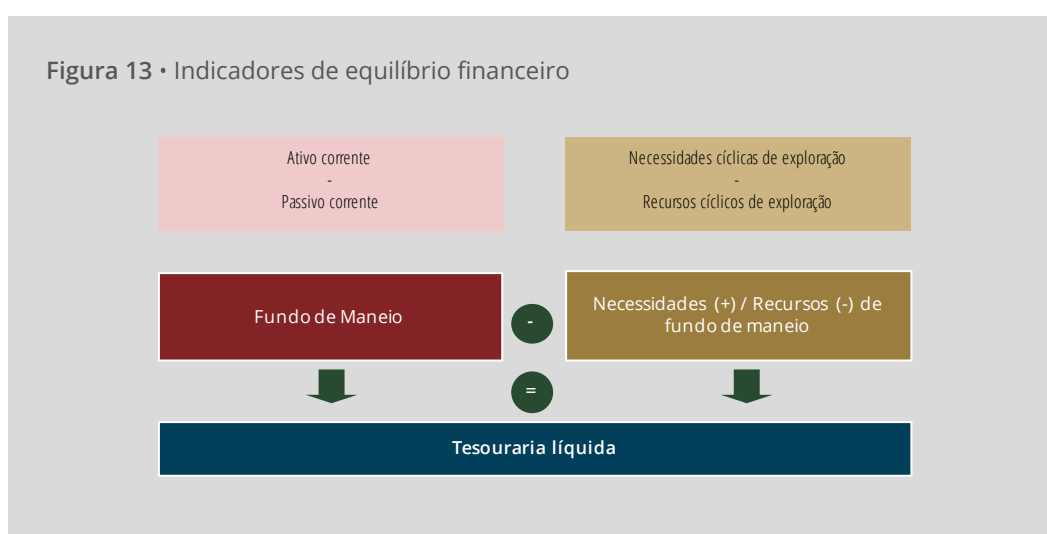 Figura 13 • Indicadores de equilíbrio financeiro
Ativo corrente
-
Passivo corrente
Necessidades cíclicas de exploração
-
Recursos cíclicos de exploração
Fundo de Maneio
-
Necessidades (+) / Recursos (-) de
fundo de maneio
=
Tesouraria líquida